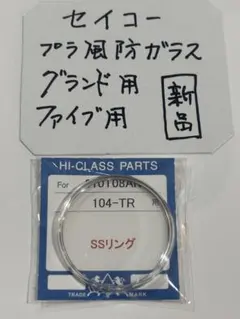 セイコー
プラ風防ガラス
グランド用
ファイブ用
新品
HI-CLASS PARTS
For
104-TR
SSリング
TRADE MARK